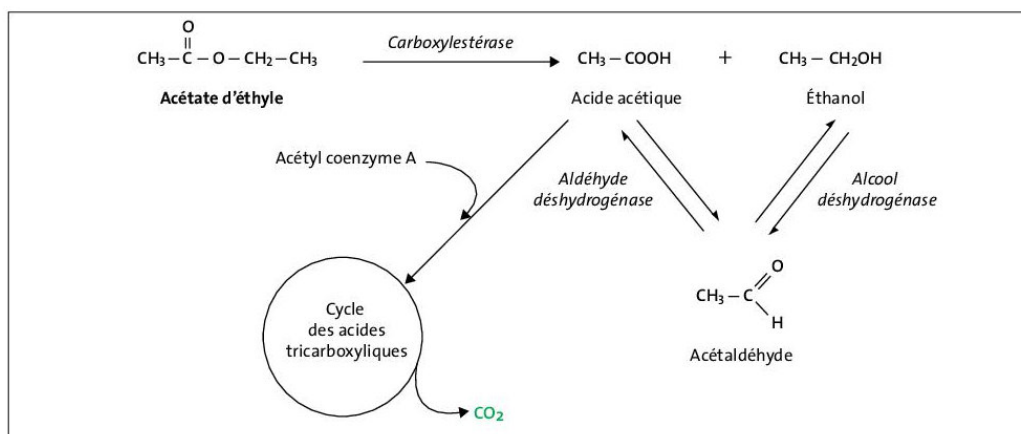 O
CH3–C–O–CH2–CH3
Carboxylestérase
CH3–COOH + CH3–CH2OH
Acétate d'éthyle
Acide acétique
Éthanol
Acétyl coenzyme A
Aldéhyde
déshydrogénase
Alcool
déshydrogénase
O
CH3–C
H
Acétaldéhyde
Cycle
des acides
tricarboxyliques
CO2